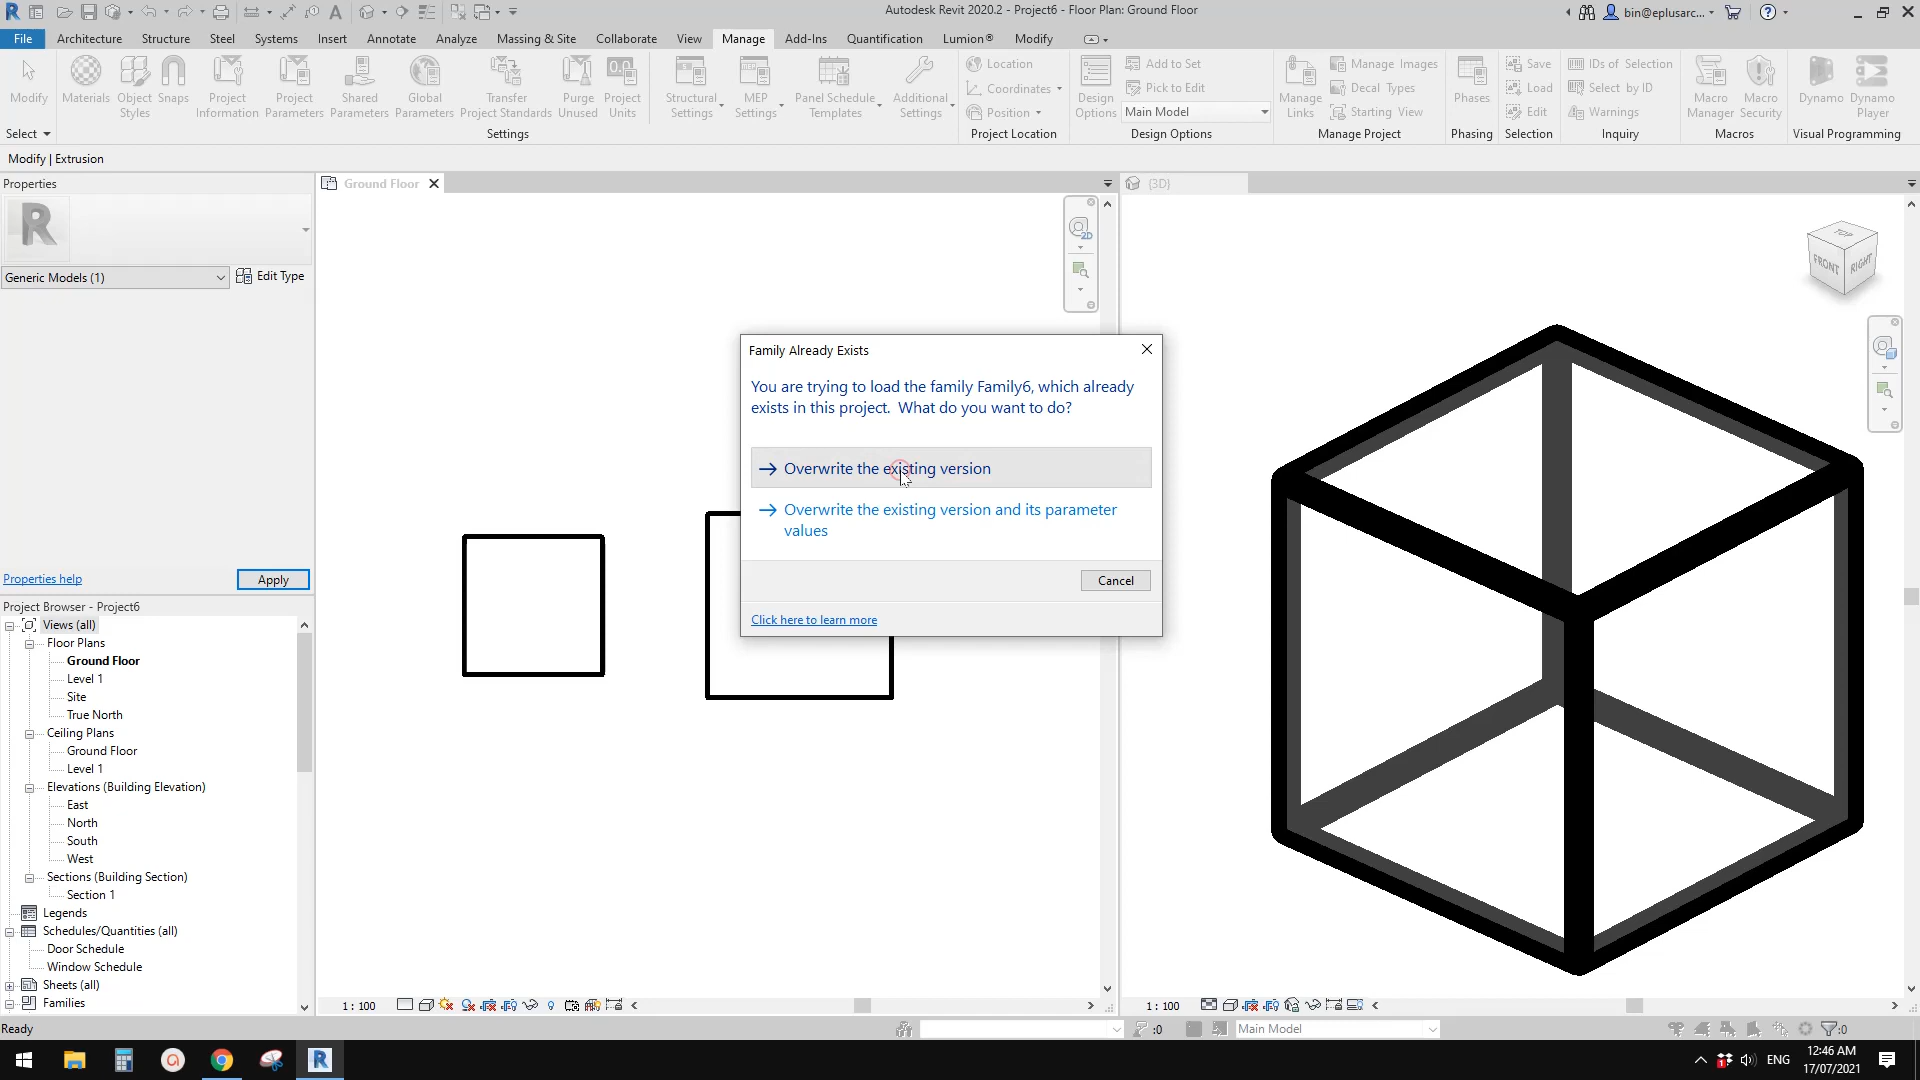 Autodesk Revit 2020.2 - Project6 - Floor Plan: Ground Floor
bin@eplusarc...
File Architecture Structure Steel Systems Insert Annotate Analyze Massing & Site Collaborate View Manage Add-Ins Quantification Lumion® Modify
Modify
Materials
Object Styles
Snaps
Project Information
Project Parameters
Shared Parameters
Global Parameters
Transfer Project Standards
Purge Unused
Project Units
Structural Settings
MEP Settings
Panel Schedule Templates
Additional Settings
Location
Coordinates
Position
Design Options
Add to Set
Pick to Edit
Main Model
Manage Links
Manage Images
Decal Types
Starting View
Phases
Save
Load
Edit
IDs of Selection
Select by ID
Warnings
Macro Manager
Macro Security
Dynamo
Dynamo Player
Select
Settings
Project Location
Design Options
Manage Project
Phasing
Selection
Inquiry
Macros
Visual Programming
Modify | Extrusion
Properties
Generic Models (1)
Edit Type
Properties help
Apply
Project Browser - Project6
Views (all)
Floor Plans
Ground Floor
Level 1
Site
True North
Ceiling Plans
Ground Floor
Level 1
Elevations (Building Elevation)
East
North
South
West
Sections (Building Section)
Section 1
Legends
Schedules/Quantities (all)
Door Schedule
Window Schedule
Sheets (all)
Families
Ground Floor
2D
{3D}
TOP
FRONT
RIGHT
Family Already Exists
You are trying to load the family Family6, which already
exists in this project. What do you want to do?
Overwrite the existing version
Overwrite the existing version and its parameter
values
Cancel
Click here to learn more
1 : 100
1 : 100
Ready
:0
Main Model
:0
ENG
12:46 AM
17/07/2021